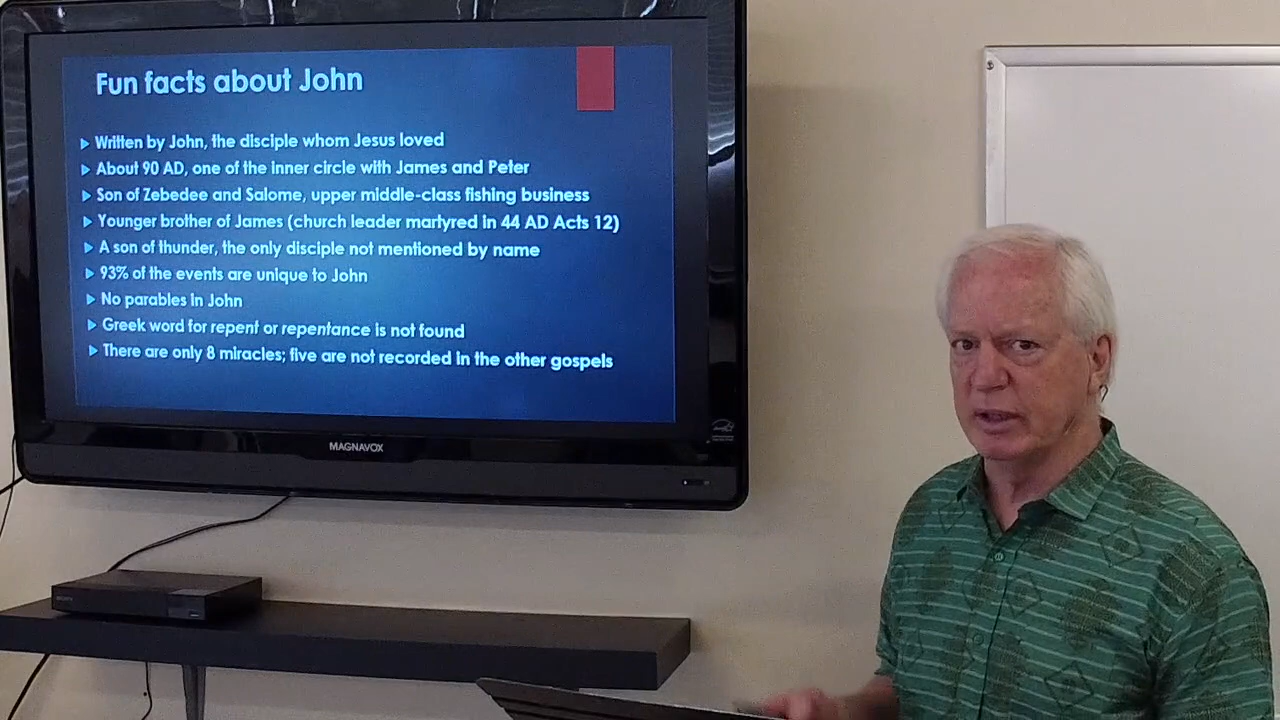 Fun facts about John
Written by John, the disciple whom Jesus loved
About 90 AD, one of the inner circle with James and Peter
Son of Zebedee and Salome, upper middle-class fishing business
Younger brother of James (church leader martyred in 44 AD Acts 12)
A son of thunder, the only disciple not mentioned by name
93% of the events are unique to John
No parables in John
Greek word for repent or repentance is not found
There are only 8 miracles; five are not recorded in the other gospels
MAGNAVOX
SONY